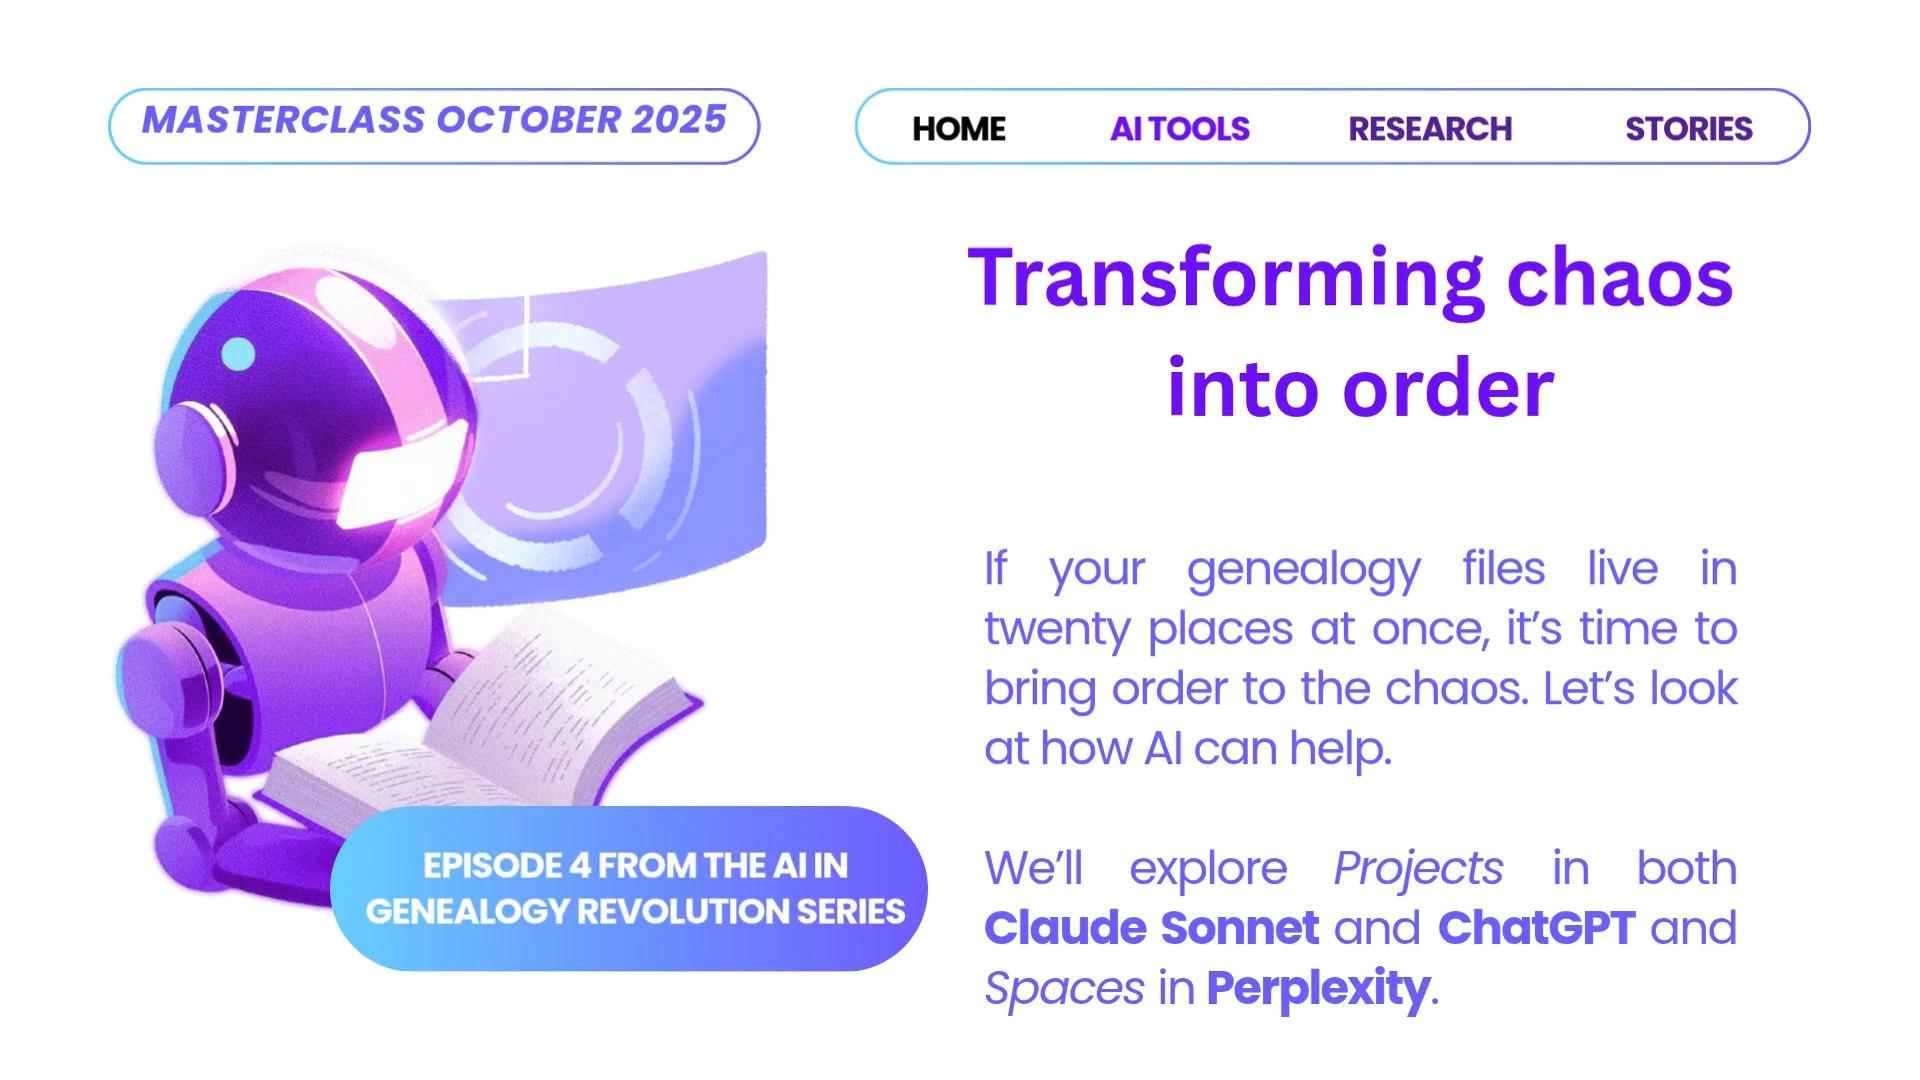 MASTERCLASS OCTOBER 2025
HOME AI TOOLS RESEARCH STORIES
Transforming chaos
into order
If your genealogy files live in
twenty places at once, it’s time to
bring order to the chaos. Let’s look
at how AI can help.
We’ll explore Projects in both
Claude Sonnet and ChatGPT and
Spaces in Perplexity.
EPISODE 4 FROM THE AI IN
GENEALOGY REVOLUTION SERIES